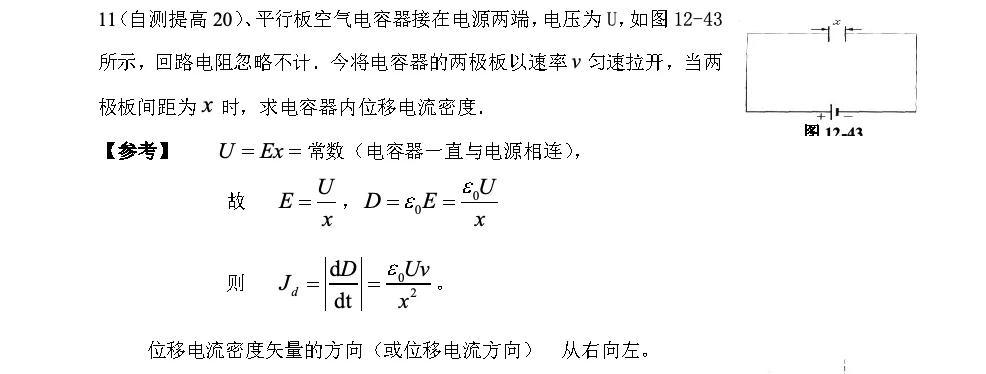 11(自测提高 20)、平行板空气电容器接在电源两端,电压为 U,如图 12-43
所示,回路电阻忽略不计. 今将电容器的两极板以速率 v 匀速拉开,当两
极板间距为 x 时,求电容器内位移电流密度.
x
+ −
图 12-43
【参考】 U = Ex = 常数(电容器一直与电源相连),
故 E = U/x , D = ε₀E = ε₀U/x
则 J_d = |dD/dt| = ε₀Uv/x² 。
位移电流密度矢量的方向(或位移电流方向) 从右向左。